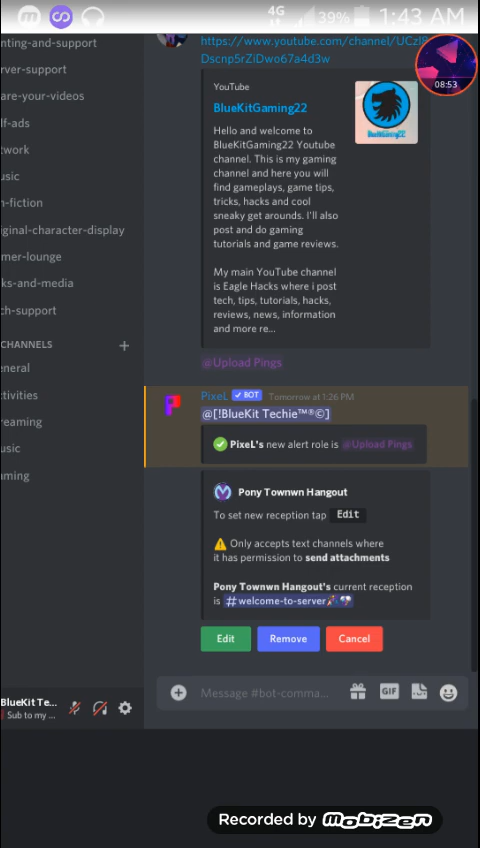 4G 39% 1:43 AM
nting-and-support
rver-support
are-your-videos
lf-ads
twork
usic
n-fiction
iginal-character-display
mer-lounge
ks-and-media
ch-support
CHANNELS +
eneral
tivities
reaming
usic
aming
BlueKit Te...
Sub to my ...
https://www.youtube.com/channel/UCzl
Dscnp5rZiDwo67a4d3w
08:53
YouTube
BlueKitGaming22
Hello and welcome to
BlueKitGaming22 Youtube
channel. This is my gaming
channel and here you will
find gameplays, game tips,
tricks, hacks and cool
sneaky get arounds. I'll also
post and do gaming
tutorials and game reviews.
My main YouTube channel
is Eagle Hacks where i post
tech, tips, tutorials, hacks,
reviews, news, information
and more re...
@Upload Pings
PixeL ✓ BOT Tomorrow at 1:26 PM
@[!BlueKit Techie™®©]
PixeL's new alert role is @Upload Pings
Pony Townwn Hangout
To set new reception tap Edit
⚠️ Only accepts text channels where
it has permission to send attachments
Pony Townwn Hangout's current reception
is #welcome-to-server
Edit Remove Cancel
Message #bot-comma...
GIF
Recorded by mobizen